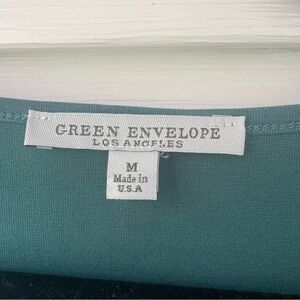 GREEN ENVELOPE
LOS ANGELES
M
Made in
U.S.A